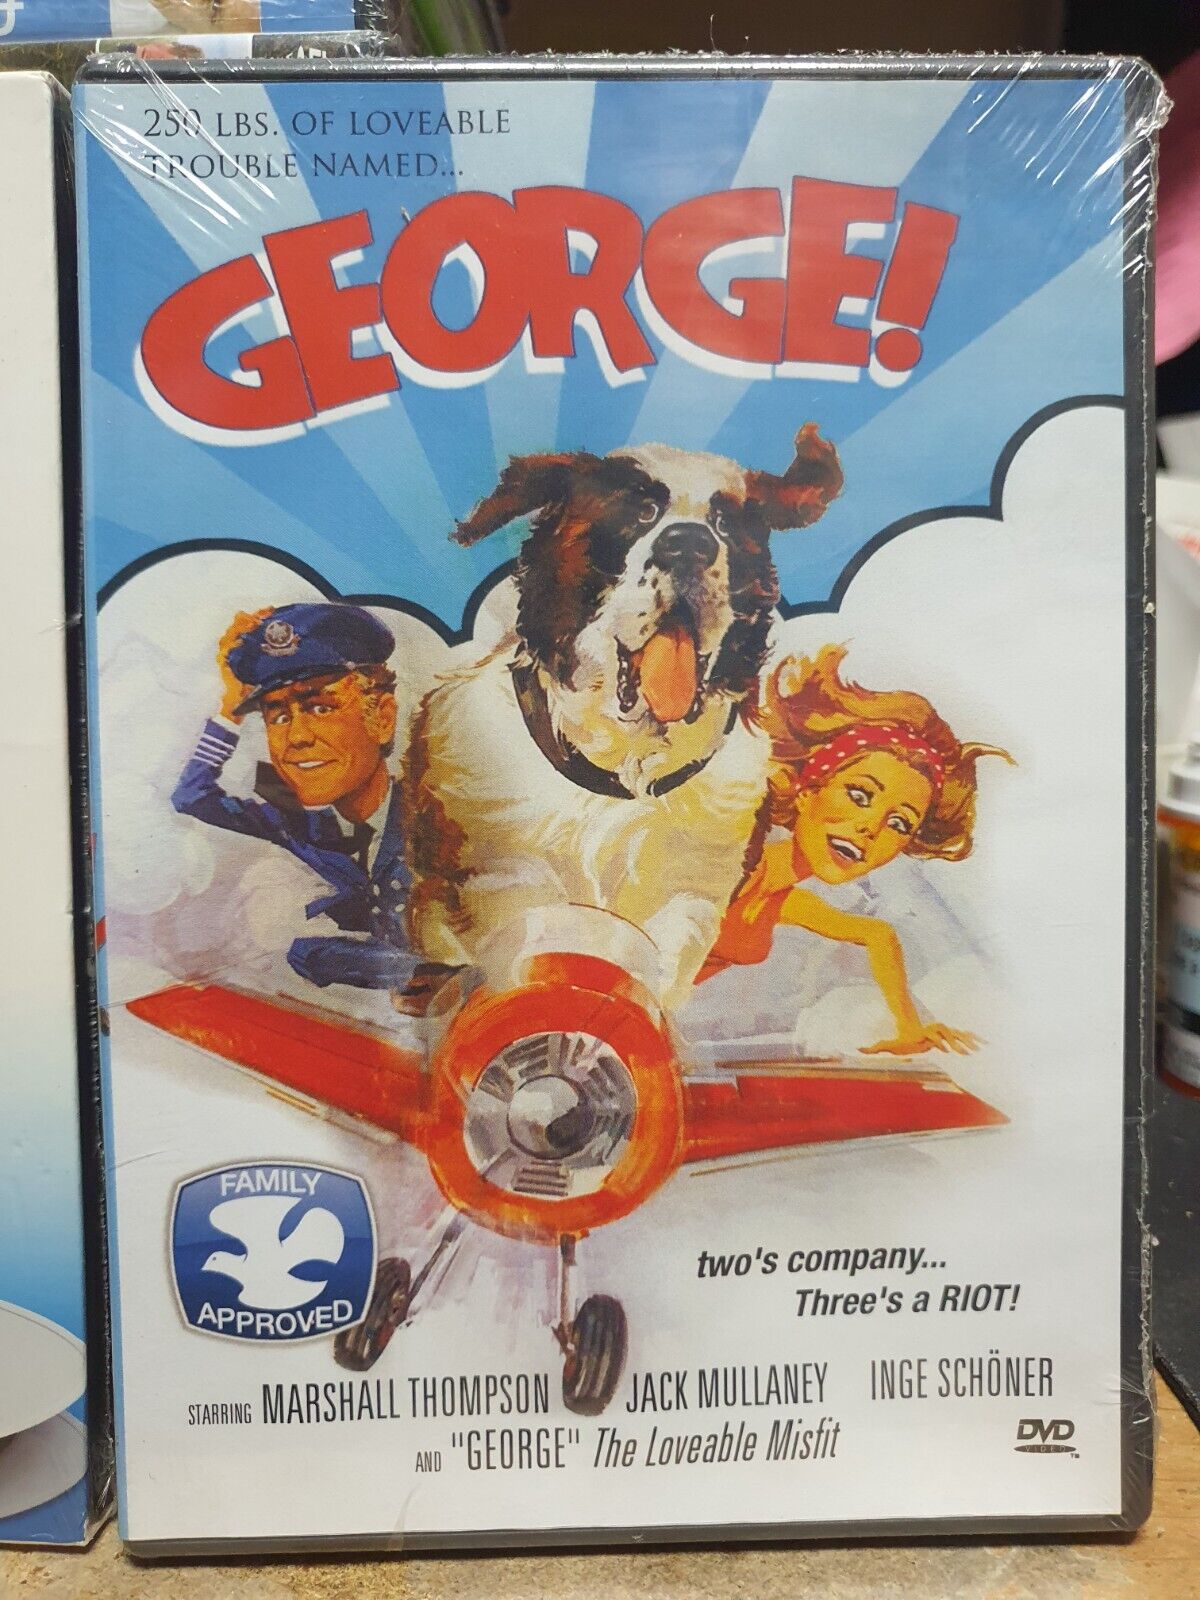 250 LBS. OF LOVEABLE
TROUBLE NAMED...
GEORGE!
FAMILY
APPROVED
two's company...
Three's a RIOT!
STARRING MARSHALL THOMPSON JACK MULLANEY INGE SCHÖNER
AND "GEORGE" The Loveable Misfit
DVD
VIDEO